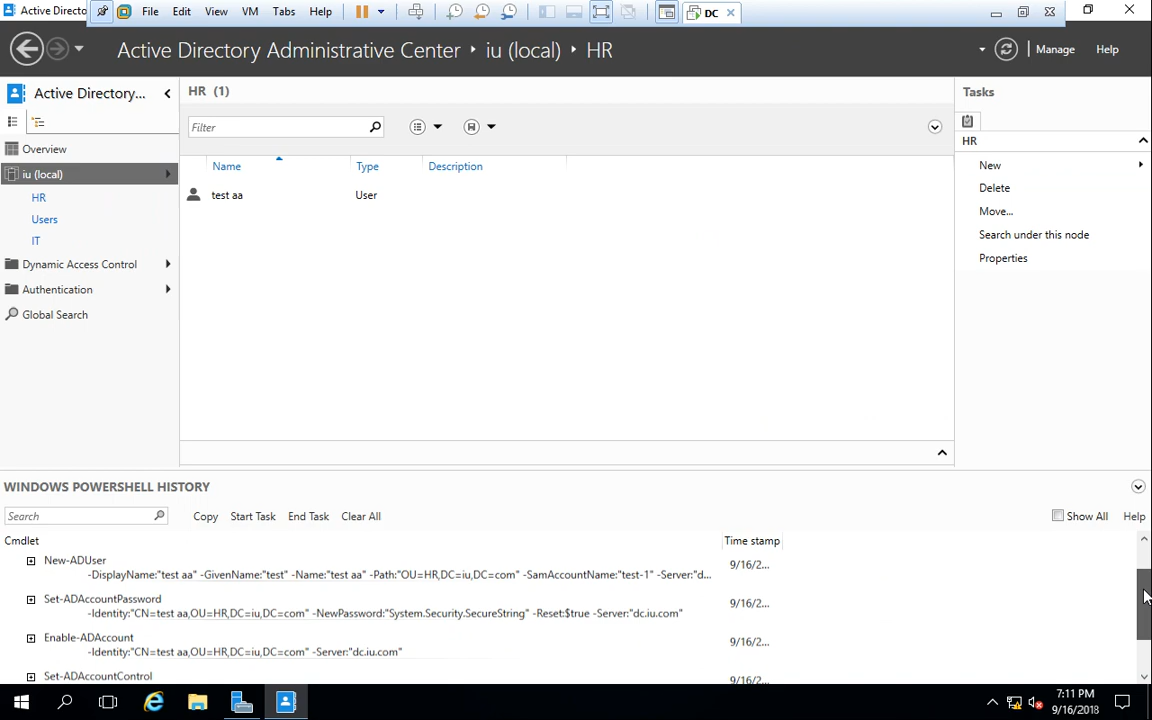 Active Directo
File Edit View VM Tabs Help
DC
Active Directory Administrative Center • iu (local) • HR
Manage Help
Active Directory...
Overview
iu (local)
HR
Users
IT
Dynamic Access Control
Authentication
Global Search
HR (1)
Filter
Name Type Description
test aa User
Tasks
HR
New
Delete
Move...
Search under this node
Properties
WINDOWS POWERSHELL HISTORY
Search Copy Start Task End Task Clear All Show All Help
Cmdlet Time stamp
New-ADUser
-DisplayName:"test aa" -GivenName:"test" -Name:"test aa" -Path:"OU=HR,DC=iu,DC=com" -SamAccountName:"test-1" -Server:"d... 9/16/2...
Set-ADAccountPassword
-Identity:"CN=test aa,OU=HR,DC=iu,DC=com" -NewPassword:"System.Security.SecureString" -Reset:$true -Server:"dc.iu.com" 9/16/2...
Enable-ADAccount
-Identity:"CN=test aa,OU=HR,DC=iu,DC=com" -Server:"dc.iu.com" 9/16/2...
Set-ADAccountControl 9/16/2...
7:11 PM
9/16/2018